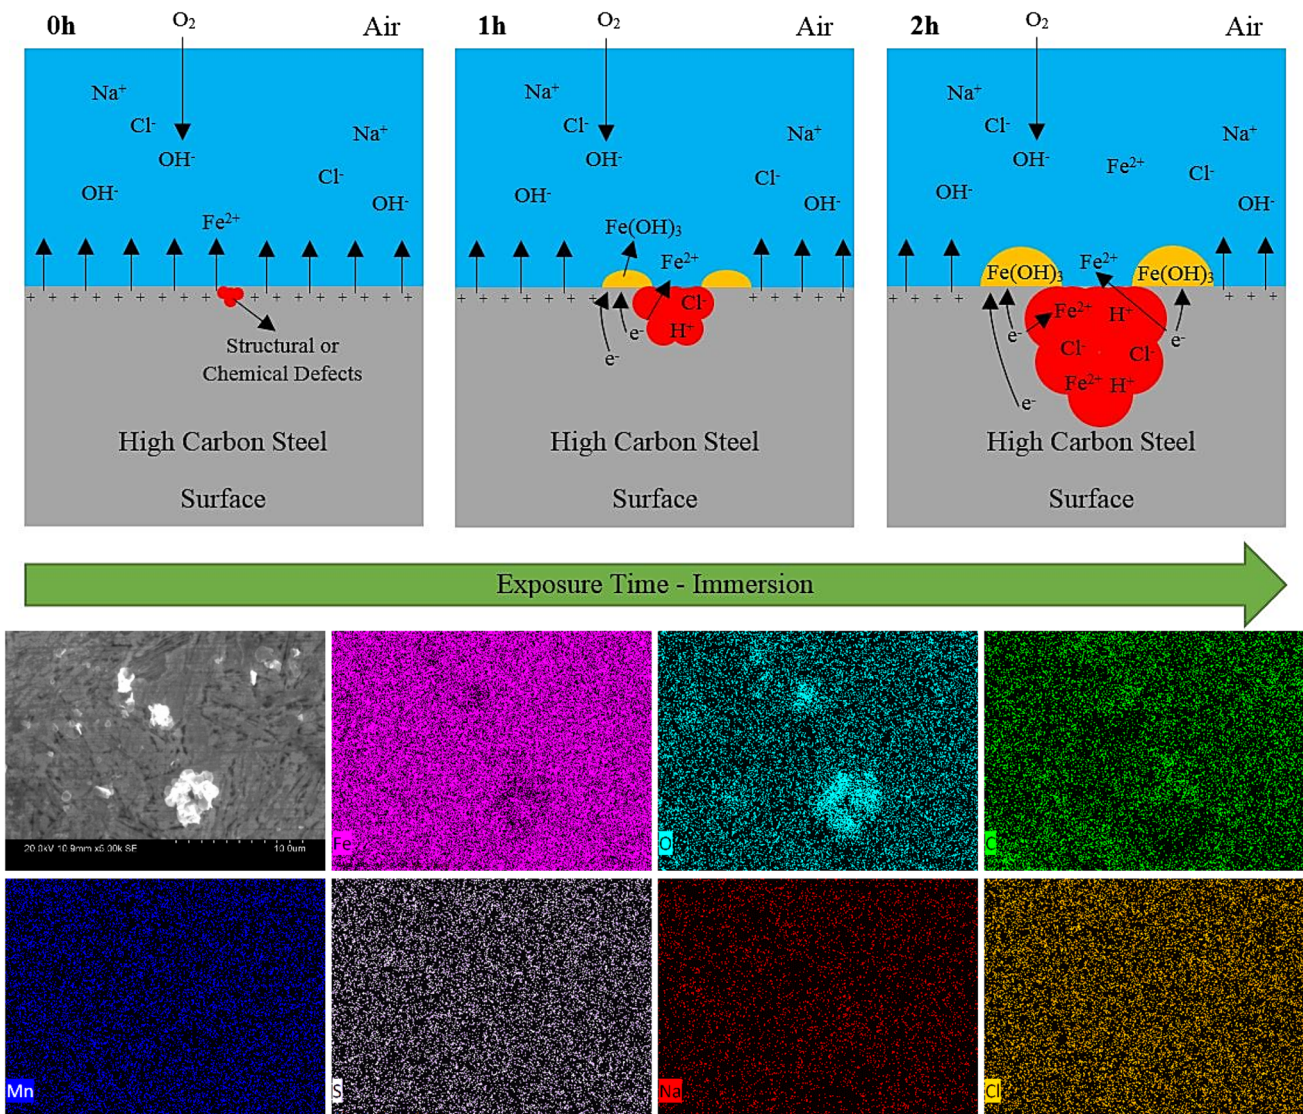 0h
O₂
Air
Na⁺
Cl⁻
Na⁺
OH⁻
Cl⁻
OH⁻
OH⁻
Fe²⁺
+ + + + + + + + + + + + + + + +
Structural or
Chemical Defects
High Carbon Steel
Surface
1h
O₂
Air
Na⁺
Cl⁻
Na⁺
OH⁻
Cl⁻
OH⁻
OH⁻
Fe(OH)₃
Fe²⁺
+ + + + + + + + + + + + +
Cl⁻
e⁻
H⁺
e⁻
High Carbon Steel
Surface
2h
O₂
Air
Na⁺
Cl⁻
Na⁺
OH⁻
Fe²⁺
Cl⁻
OH⁻
OH⁻
Fe(OH)₃
Fe²⁺
Fe(OH)₃
+ + + + + + + + +
Fe²⁺
H⁺
e⁻
e⁻
Cl⁻
Cl⁻
Fe²⁺
H⁺
e⁻
High Carbon Steel
Surface
Exposure Time - Immersion
20.0kV 10.9mm x5.00k SE
10.0um
Fe
O
C
Mn
S
Na
Cl